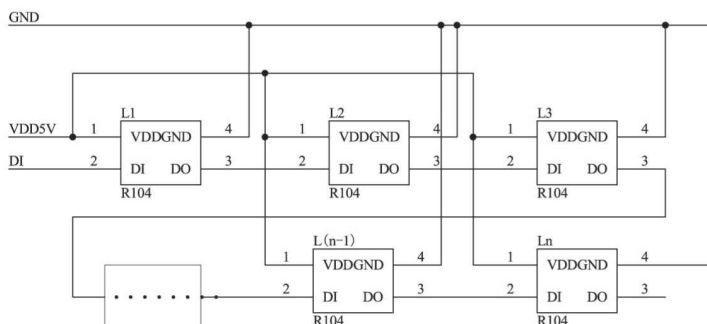 GND
L1 L2 L3
VDD5V 1 VDDGND 4 1 VDDGND 4 1 VDDGND 4
DI 2 DI DO 3 2 DI DO 3 2 DI DO 3
R104 R104 R104
L(n-1) Ln
1 VDDGND 4 1 VDDGND 4
2 DI DO 3 2 DI DO 3
R104 R104